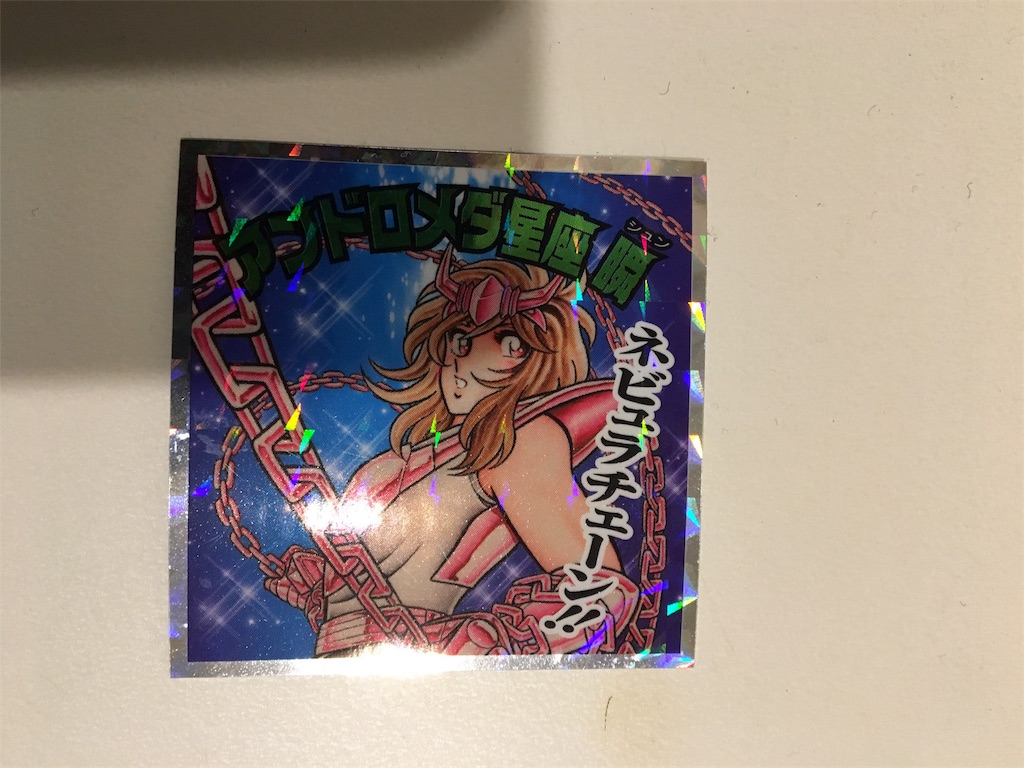 アンドロメダ星座 瞬
シュン
ネビュラチェーン!!